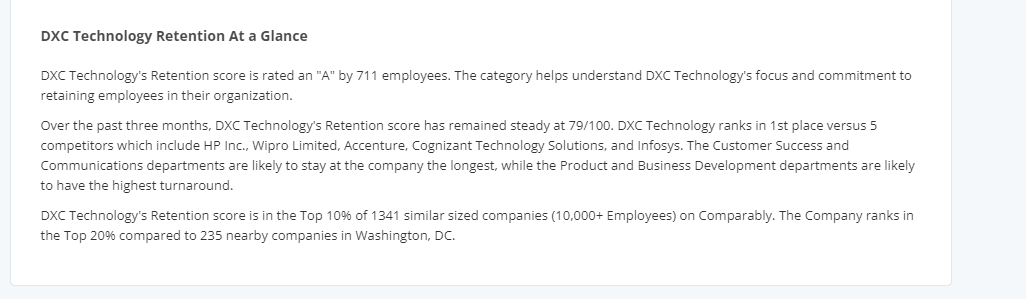 DXC Technology Retention At a Glance
DXC Technology's Retention score is rated an "A" by 711 employees. The category helps understand DXC Technology's focus and commitment to
retaining employees in their organization.
Over the past three months, DXC Technology's Retention score has remained steady at 79/100. DXC Technology ranks in 1st place versus 5
competitors which include HP Inc., Wipro Limited, Accenture, Cognizant Technology Solutions, and Infosys. The Customer Success and
Communications departments are likely to stay at the company the longest, while the Product and Business Development departments are likely
to have the highest turnaround.
DXC Technology's Retention score is in the Top 10% of 1341 similar sized companies (10,000+ Employees) on Comparably. The Company ranks in
the Top 20% compared to 235 nearby companies in Washington, DC.